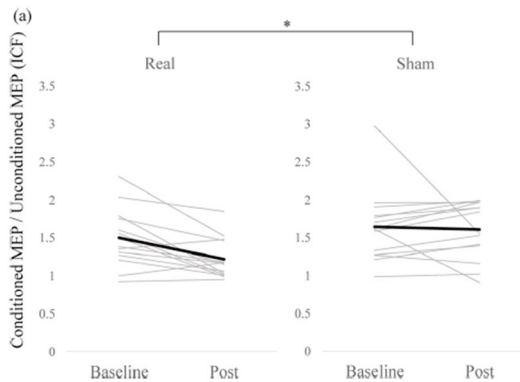 (a)
*
Real
Sham
Conditioned MEP / Unconditioned MEP (ICF)
3.5
3
2.5
2
1.5
1
0.5
0
Baseline
Post
3.5
3
2.5
2
1.5
1
0.5
0
Baseline
Post